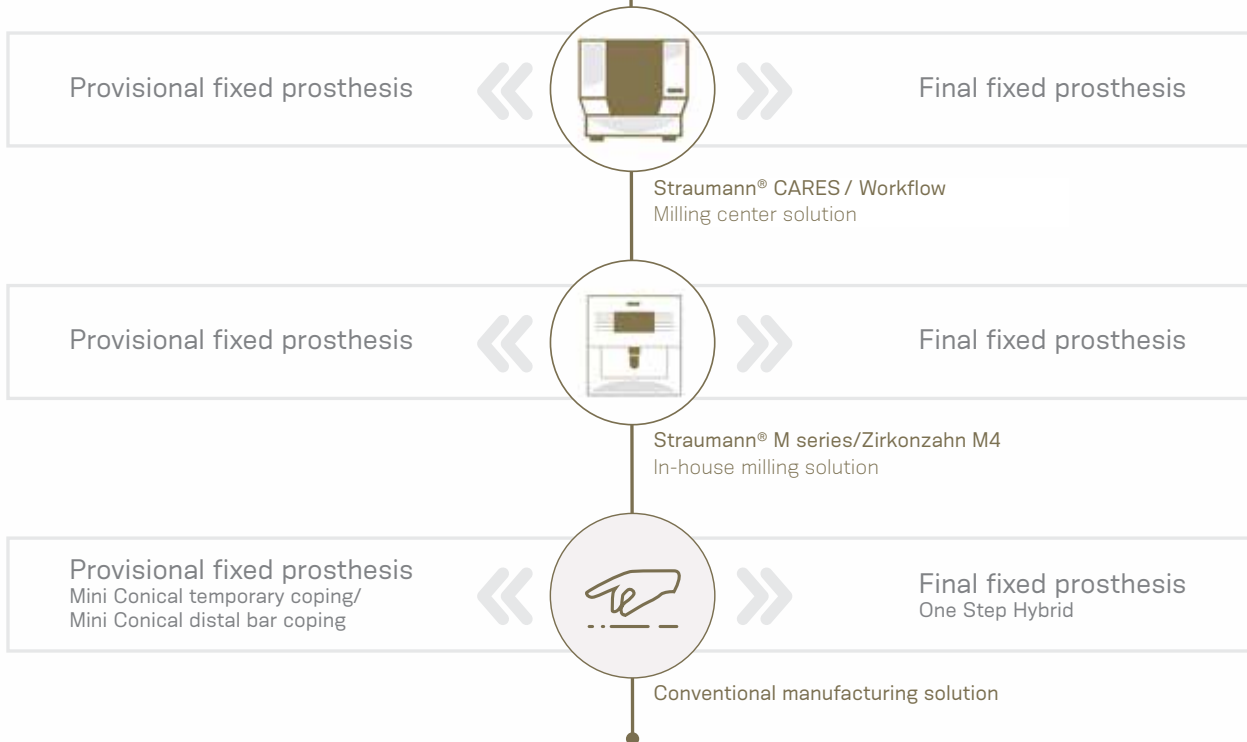 Provisional fixed prosthesis
Final fixed prosthesis
Straumann® CARES / Workflow
Milling center solution
Provisional fixed prosthesis
Final fixed prosthesis
Straumann® M series/Zirkonzahn M4
In-house milling solution
Provisional fixed prosthesis
Mini Conical temporary coping/
Mini Conical distal bar coping
Final fixed prosthesis
One Step Hybrid
Conventional manufacturing solution